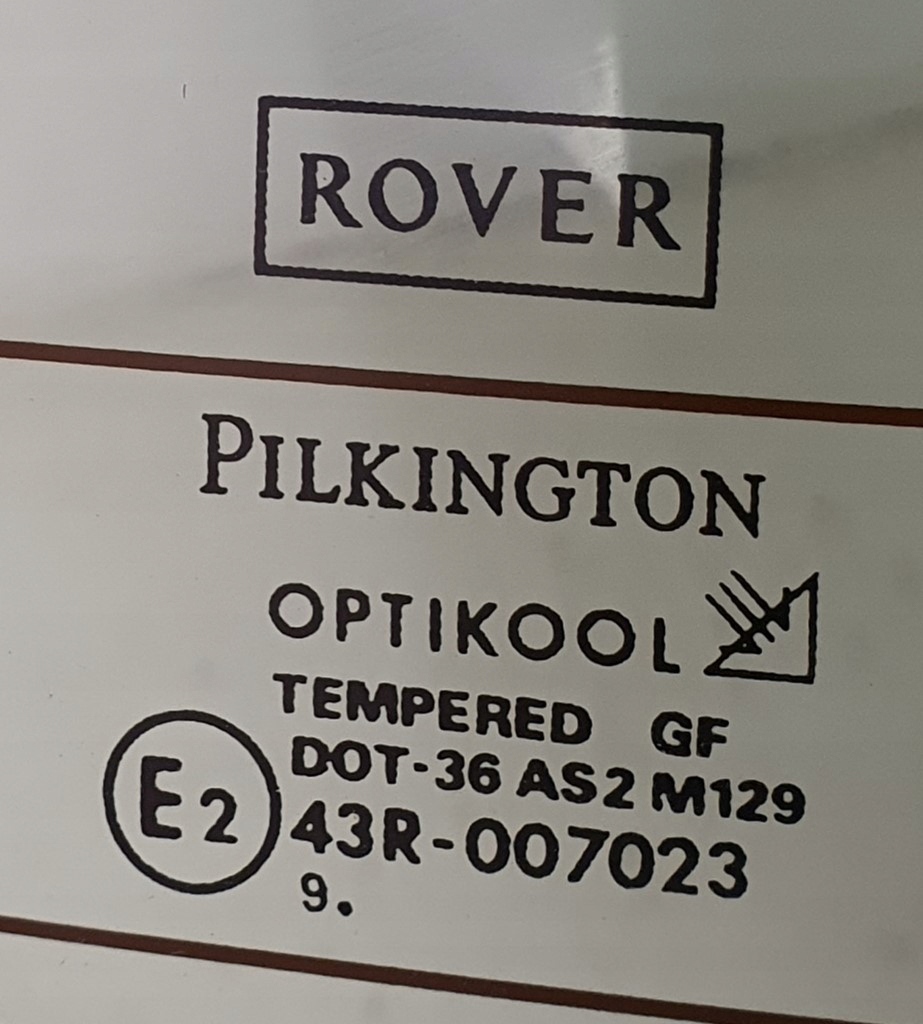 ROVER
PILKINGTON
OPTIKOOL
TEMPERED GF
DOT-36 AS2 M129
E2 43R-007023
9.